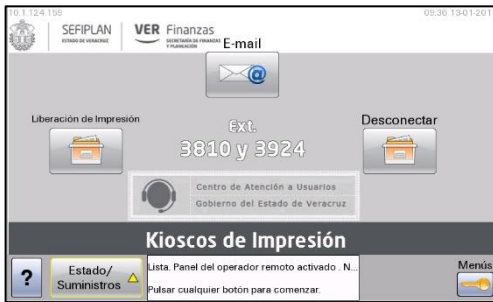 10.1.124.159
09:36 13-01-201
SEFIPLAN
ESTADO DE VERACRUZ
VER Finanzas
SECRETARÍA DE FINANZAS
Y PLANEACIÓN
E-mail
Liberación de Impresión
Desconectar
Ext.
3810 y 3924
Centro de Atención a Usuarios
Gobierno del Estado de Veracruz
Kioscos de Impresión
?
Estado/
Suministros
Lista. Panel del operador remoto activado . N...
Pulsar cualquier botón para comenzar.
Menús